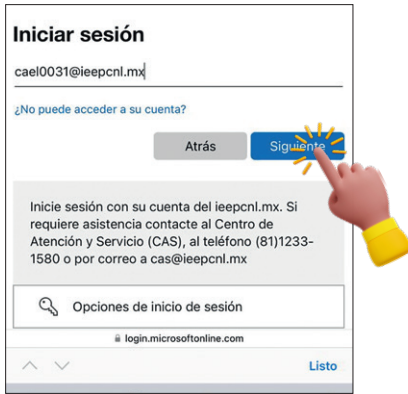 Iniciar sesión
cael0031@ieepcnl.mx
¿No puede acceder a su cuenta?
Atrás
Siguiente
Inicie sesión con su cuenta del ieepcnl.mx. Si
requiere asistencia contacte al Centro de
Atención y Servicio (CAS), al teléfono (81)1233-
1580 o por correo a cas@ieepcnl.mx
Opciones de inicio de sesión
login.microsoftonline.com
Listo